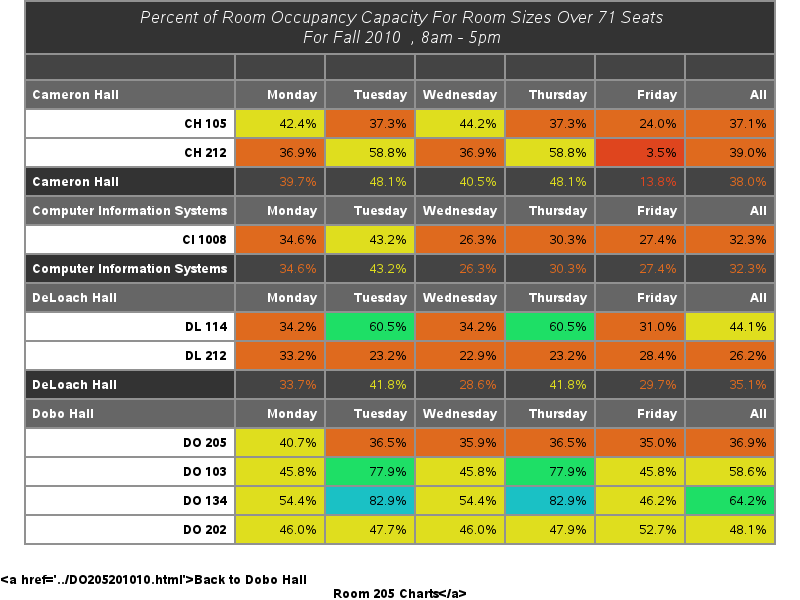 Percent of Room Occupancy Capacity For Room Sizes Over 71 Seats
For Fall 2010 , 8am - 5pm
Cameron Hall Monday Tuesday Wednesday Thursday Friday All
CH 105 42.4% 37.3% 44.2% 37.3% 24.0% 37.1%
CH 212 36.9% 58.8% 36.9% 58.8% 3.5% 39.0%
Cameron Hall 39.7% 48.1% 40.5% 48.1% 13.8% 38.0%
Computer Information Systems Monday Tuesday Wednesday Thursday Friday All
CI 1008 34.6% 43.2% 26.3% 30.3% 27.4% 32.3%
Computer Information Systems 34.6% 43.2% 26.3% 30.3% 27.4% 32.3%
DeLoach Hall Monday Tuesday Wednesday Thursday Friday All
DL 114 34.2% 60.5% 34.2% 60.5% 31.0% 44.1%
DL 212 33.2% 23.2% 22.9% 23.2% 28.4% 26.2%
DeLoach Hall 33.7% 41.8% 28.6% 41.8% 29.7% 35.1%
Dobo Hall Monday Tuesday Wednesday Thursday Friday All
DO 205 40.7% 36.5% 35.9% 36.5% 35.0% 36.9%
DO 103 45.8% 77.9% 45.8% 77.9% 45.8% 58.6%
DO 134 54.4% 82.9% 54.4% 82.9% 46.2% 64.2%
DO 202 46.0% 47.7% 46.0% 47.9% 52.7% 48.1%
<a href='../DO205201010.html'>Back to Dobo Hall
Room 205 Charts</a>